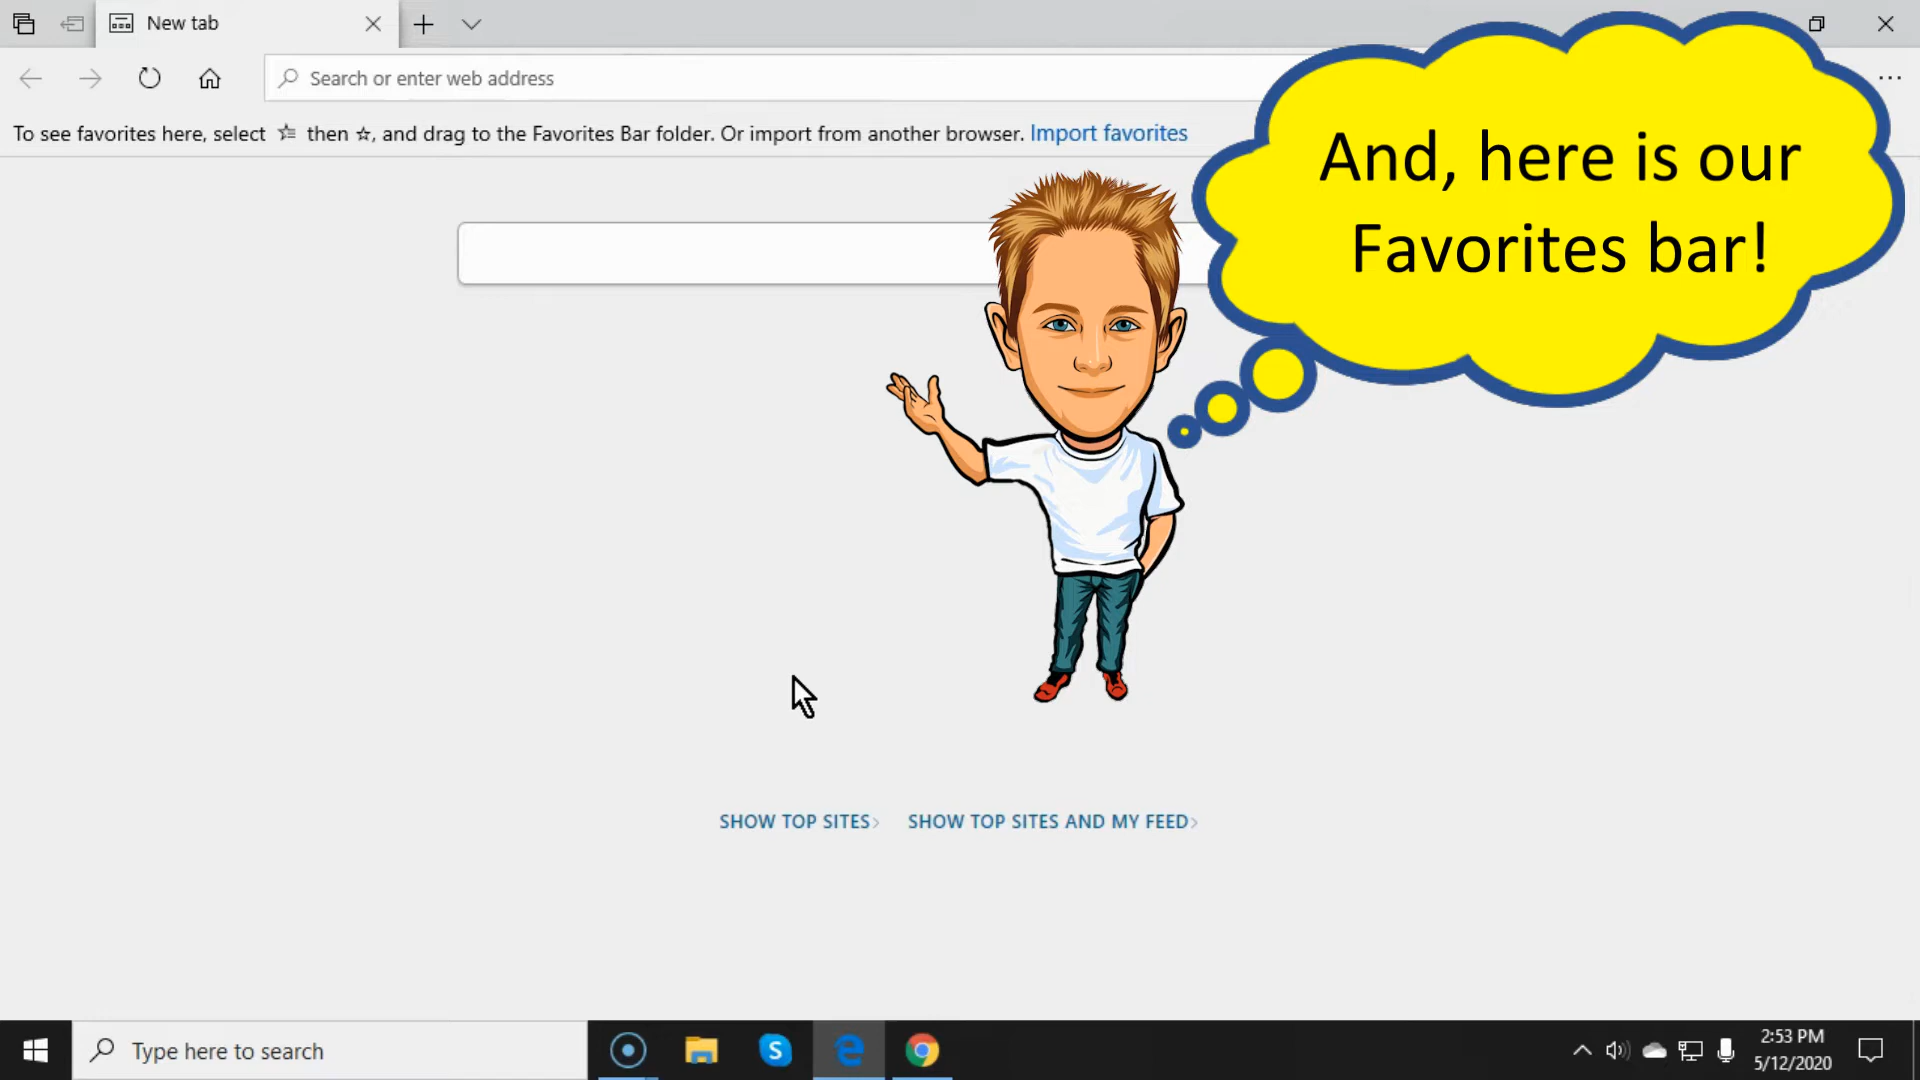 New tab
Search or enter web address
To see favorites here, select then , and drag to the Favorites Bar folder. Or import from another browser. Import favorites
And, here is our
Favorites bar!
SHOW TOP SITES
SHOW TOP SITES AND MY FEED
Type here to search
S
2:53 PM
5/12/2020